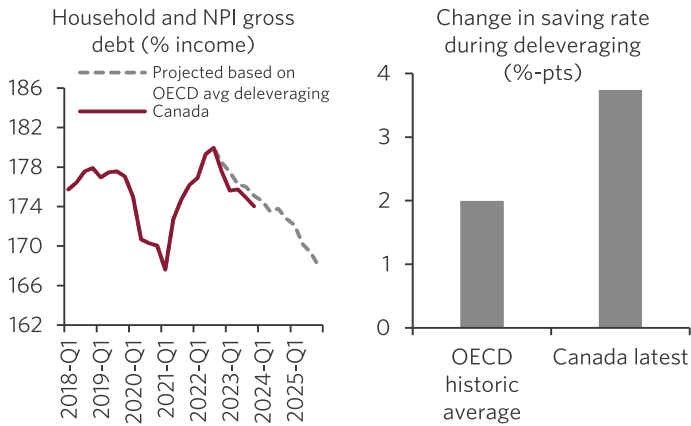 Household and NPI gross
debt (% income)
Projected based on
OECD avg deleveraging
Canada
186
182
178
174
170
166
162
2018-Q1
2019-Q1
2020-Q1
2021-Q1
2022-Q1
2023-Q1
2024-Q1
2025-Q1
Change in saving rate
during deleveraging
(%-pts)
4
3
2
1
0
OECD
historic
average
Canada latest